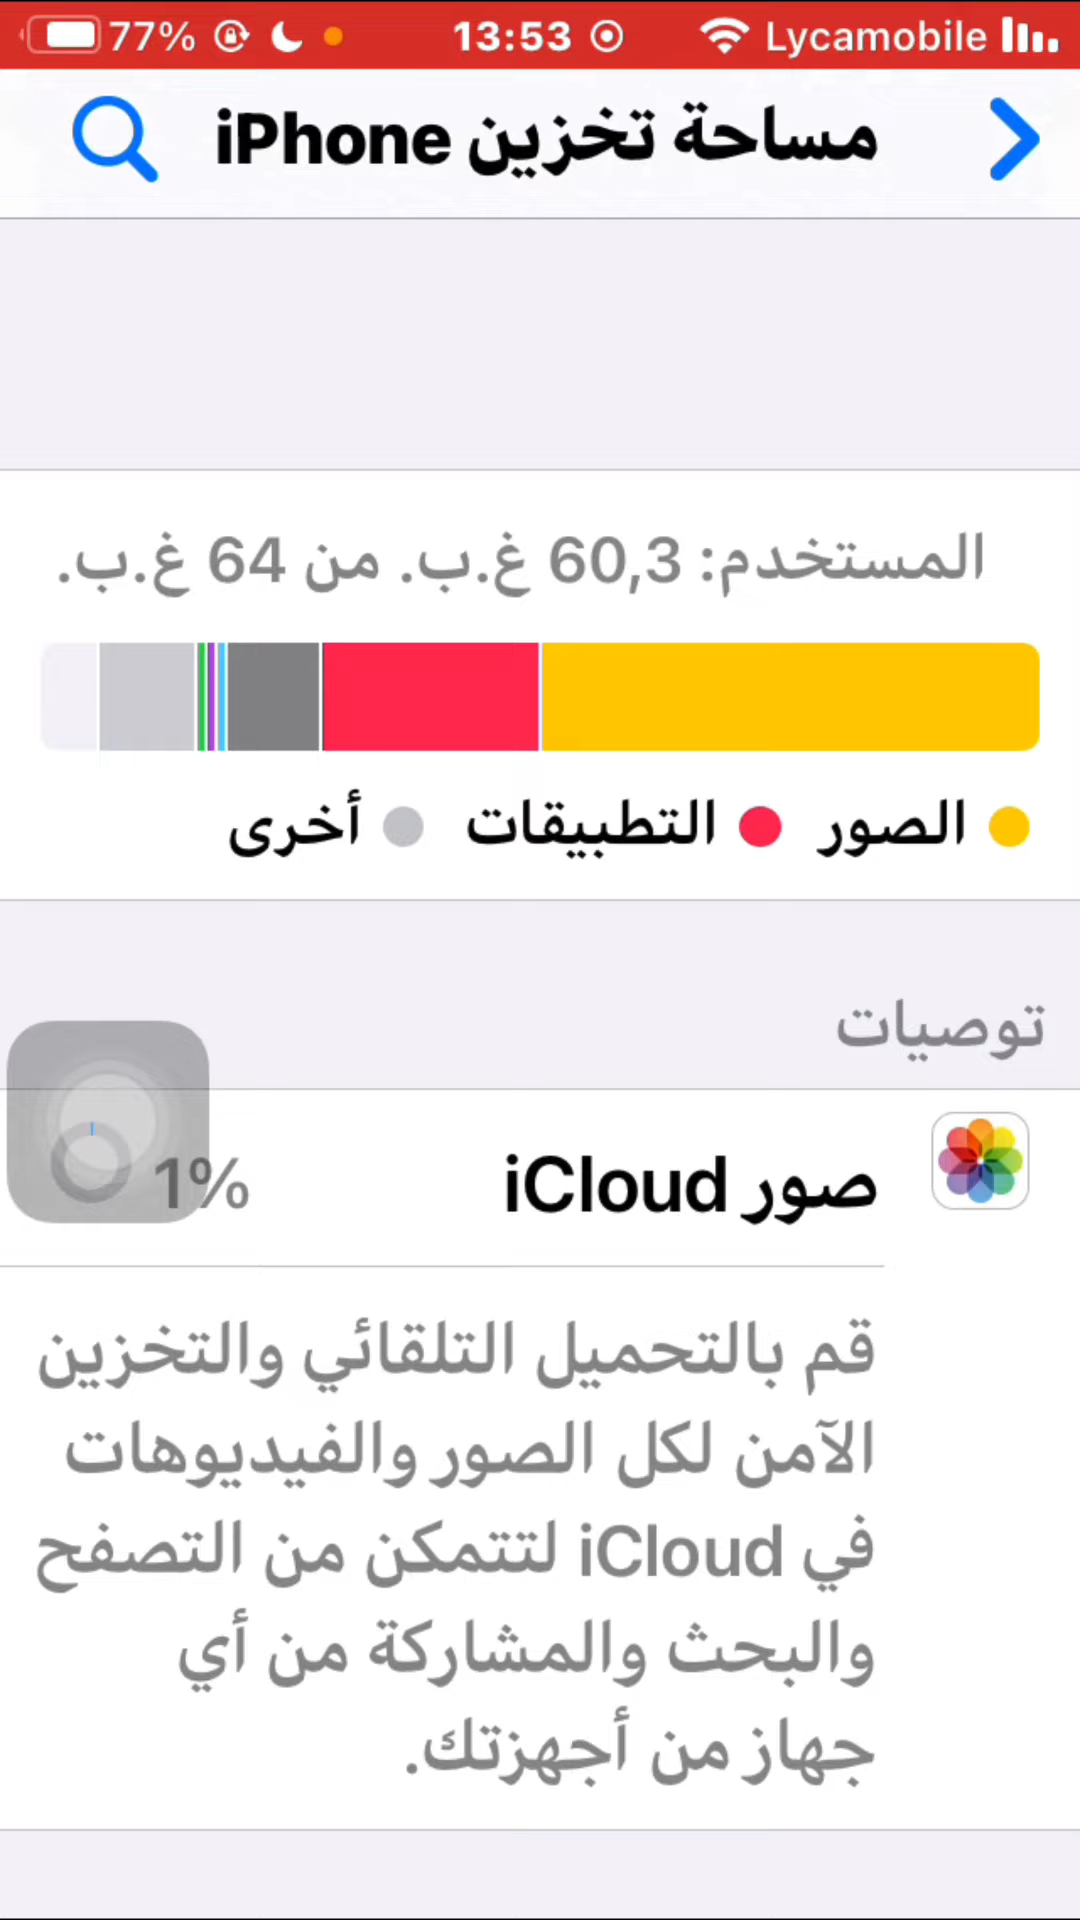 77% 13:53 Lycamobile
مساحة تخزين iPhone
المستخدم: 60,3 غ.ب. من 64 غ.ب.
الصور التطبيقات أخرى
توصيات
صور iCloud 1%
قم بالتحميل التلقائي والتخزين
الآمن لكل الصور والفيديوهات
في iCloud لتتمكن من التصفح
والبحث والمشاركة من أي
جهاز من أجهزتك.